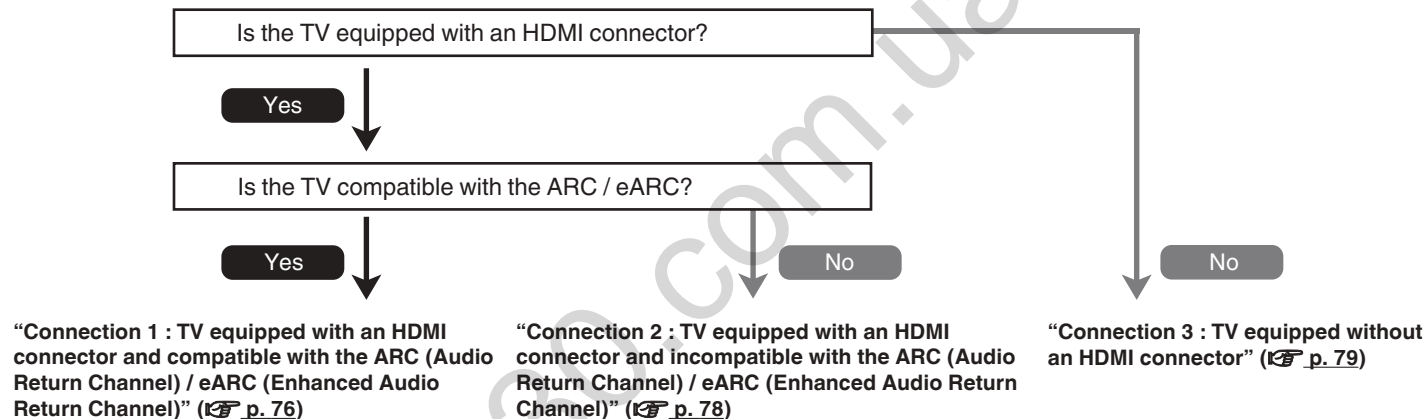 Is the TV equipped with an HDMI connector?
Yes
Is the TV compatible with the ARC / eARC?
Yes
No
No
“Connection 1 : TV equipped with an HDMI
connector and compatible with the ARC (Audio
Return Channel) / eARC (Enhanced Audio
Return Channel)” (☞ p. 76)
“Connection 2 : TV equipped with an HDMI
connector and incompatible with the ARC (Audio
Return Channel) / eARC (Enhanced Audio Return
Channel)” (☞ p. 78)
“Connection 3 : TV equipped without
an HDMI connector” (☞ p. 79)
30.com.ua